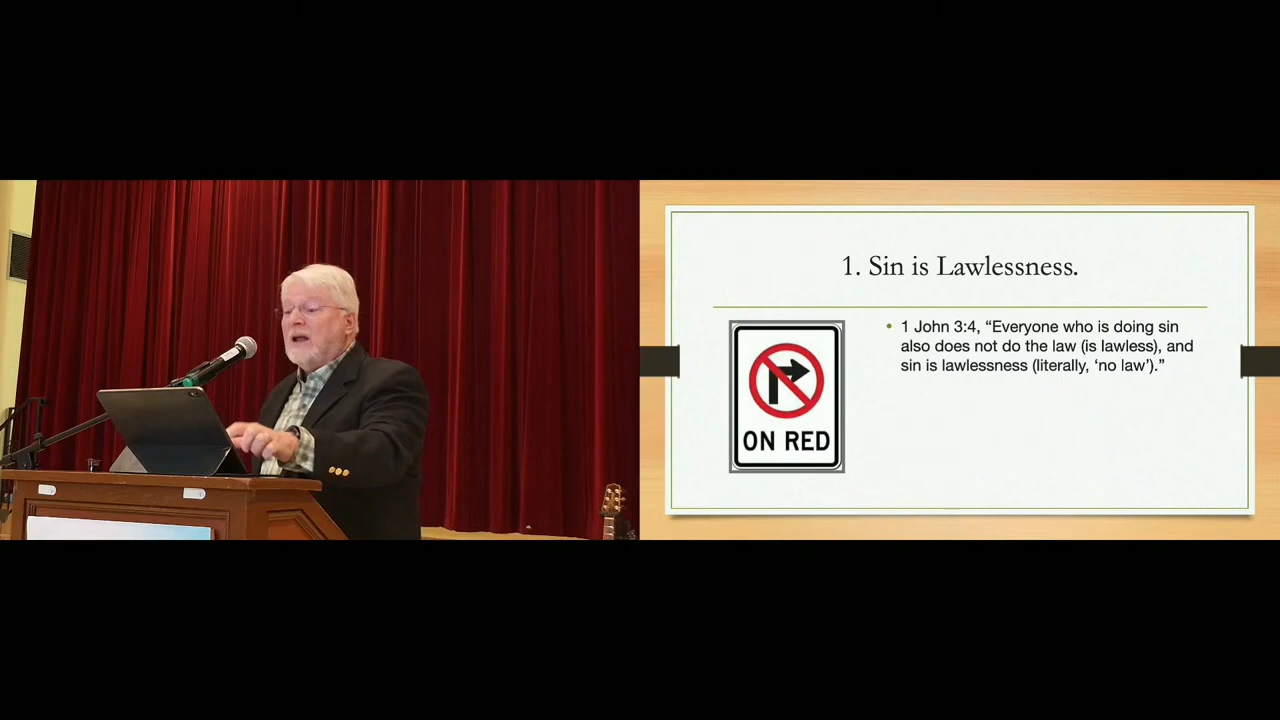 1. Sin is Lawlessness.
ON RED
• 1 John 3:4, “Everyone who is doing sin
also does not do the law (is lawless), and
sin is lawlessness (literally, ‘no law’).”